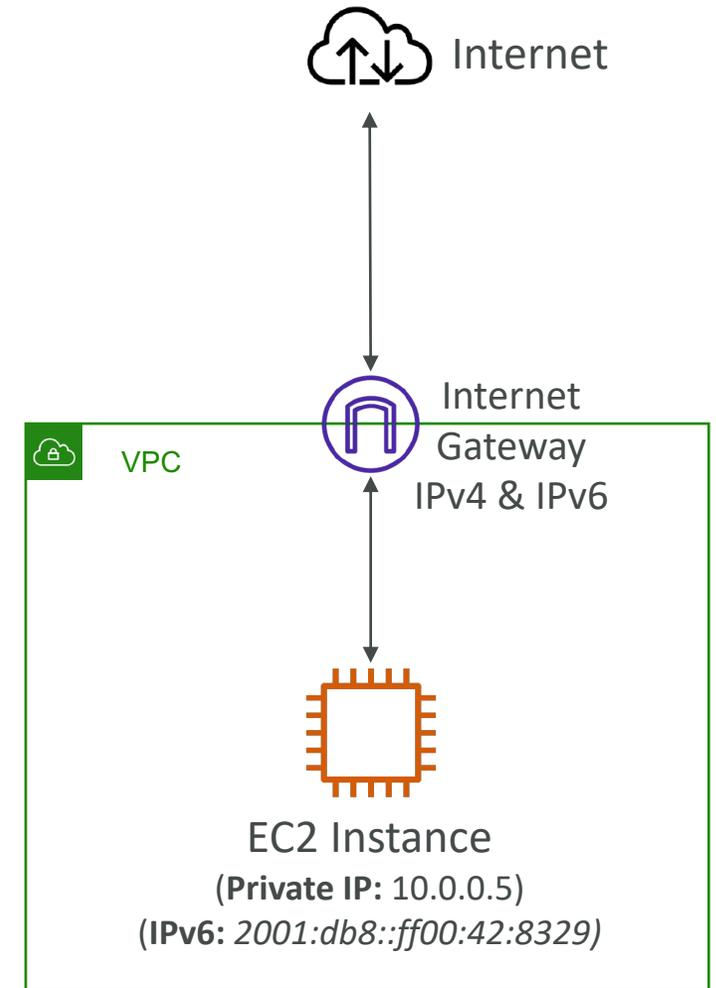 Internet
Internet
Gateway
IPv4 & IPv6
VPC
EC2 Instance
(Private IP: 10.0.0.5)
(IPv6: 2001:db8::ff00:42:8329)